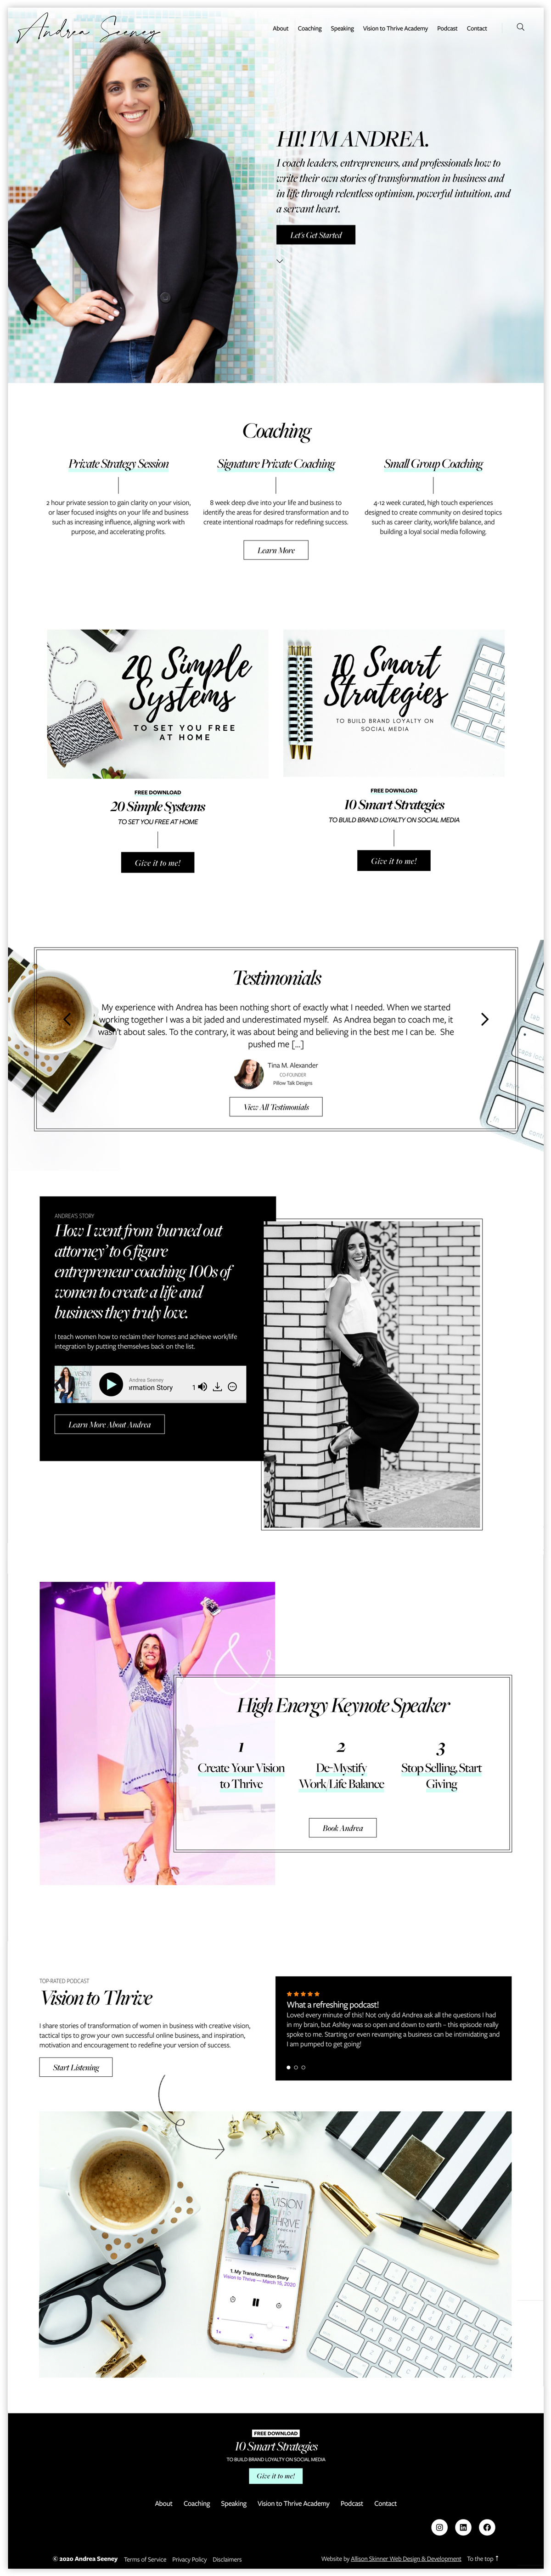 Andrea Seeney
About Coaching Speaking Vision to Thrive Academy Podcast Contact
HI! I'M ANDREA.
I coach leaders, entrepreneurs, and professionals how to
write their own stories of transformation in business and
in life through relentless optimism, powerful intuition, and
a servant heart.
Let's Get Started
Coaching
Private Strategy Session
2 hour private session to gain clarity on your vision,
or laser focused insights on your life and business
such as increasing influence, aligning work with
purpose, and accelerating profits.
Signature Private Coaching
8 week deep dive into your life and business to
identify the areas for desired transformation and to
create intentional roadmaps for redefining success.
Small Group Coaching
4-12 week curated, high touch experiences
designed to create community on desired topics
such as career clarity, work/life balance, and
building a loyal social media following.
Learn More
20 Simple
Systems
TO SET YOU FREE
AT HOME
FREE DOWNLOAD
20 Simple Systems
TO SET YOU FREE AT HOME
Give it to me!
10 Smart
Strategies
TO BUILD BRAND LOYALTY ON
SOCIAL MEDIA
FREE DOWNLOAD
10 Smart Strategies
TO BUILD BRAND LOYALTY ON SOCIAL MEDIA
Give it to me!
Testimonials
My experience with Andrea has been nothing short of exactly what I needed. When we started
working together I was a bit jaded and underestimated myself. As Andrea began to coach me, it
wasn't about sales. To the contrary, it was about being and believing in the best me I can be. She
pushed me [...]
Tina M. Alexander
CO-FOUNDER
Pillow Talk Designs
View All Testimonials
tab
ANDREA'S STORY
How I went from 'burned out
attorney' to 6 figure
entrepreneur coaching 100s of
women to create a life and
business they truly love.
I teach women how to reclaim their homes and achieve work/life
integration by putting themselves back on the list.
Andrea Seeney
rmation Story 1
Learn More About Andrea
&
High Energy Keynote Speaker
1
Create Your Vision
to Thrive
2
De-Mystify
Work/Life Balance
3
Stop Selling, Start
Giving
Book Andrea
TOP-RATED PODCAST
Vision to Thrive
I share stories of transformation of women in business with creative vision,
tactical tips to grow your own successful online business, and inspiration,
motivation and encouragement to redefine your version of success.
Start Listening
What a refreshing podcast!
Loved every minute of this! Not only did Andrea ask all the questions I had
in my brain, but Ashley was so open and down to earth – this episode really
spoke to me. Starting or even revamping a business can be intimidating and
I am pumped to get going!
VISION
TO
THRIVE
PODCAST
1. My Transformation Story
Vision to Thrive — March 15, 2020
FREE DOWNLOAD
10 Smart Strategies
TO BUILD BRAND LOYALTY ON SOCIAL MEDIA
Give it to me!
About Coaching Speaking Vision to Thrive Academy Podcast Contact
© 2020 Andrea Seeney Terms of Service Privacy Policy Disclaimers
Website by Allison Skinner Web Design & Development To the top ↑